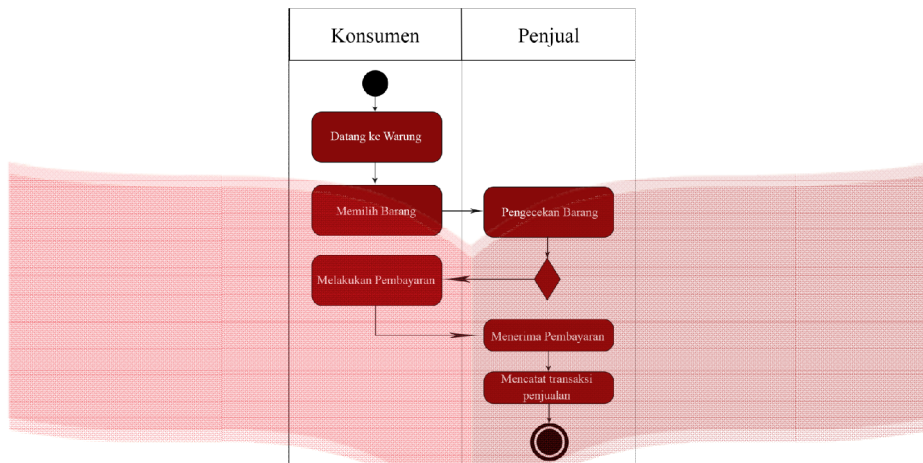 Konsumen
Penjual
Datang ke Warung
Memilih Barang
Pengecekan Barang
Melakukan Pembayaran
Menerima Pembayaran
Mencatat transaksi
penjualan